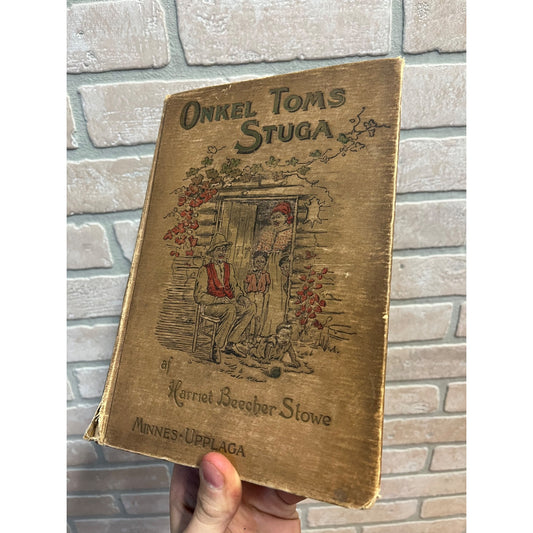 ONKEL TOMS
STUGA
af
Harriet Beecher Stowe
MINNES-UPPLAGA